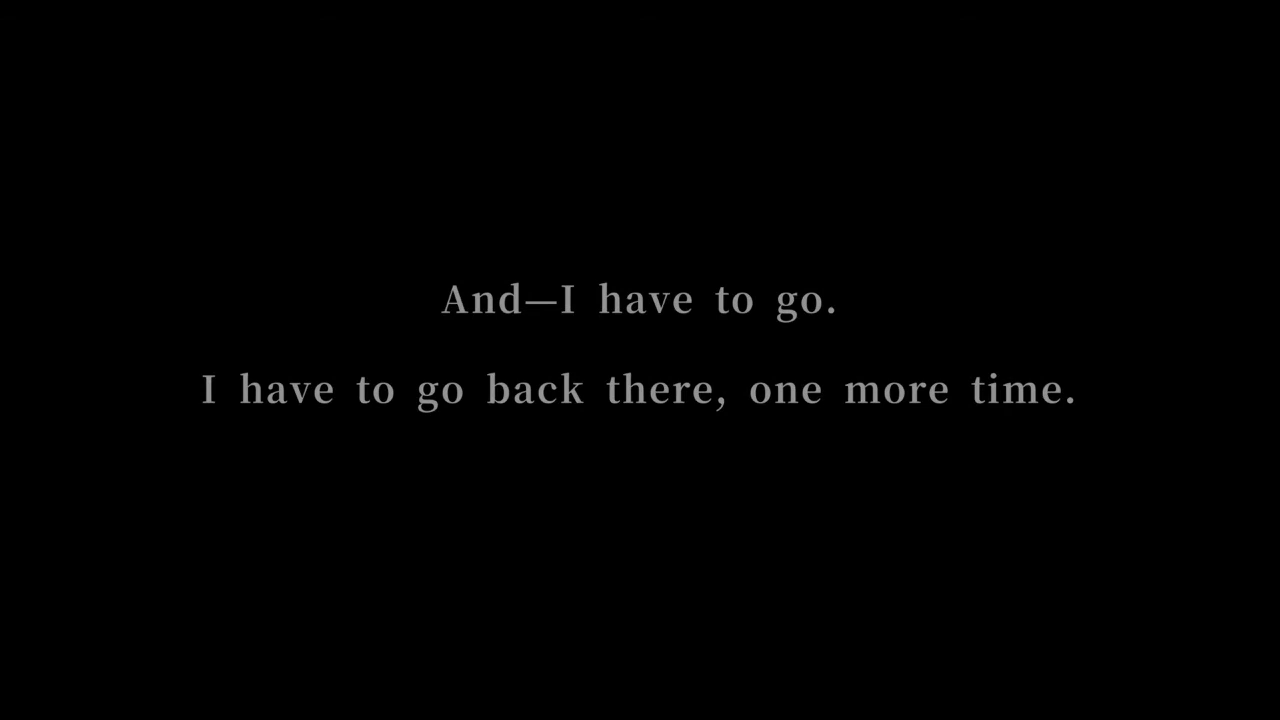 And—I have to go.
I have to go back there, one more time.